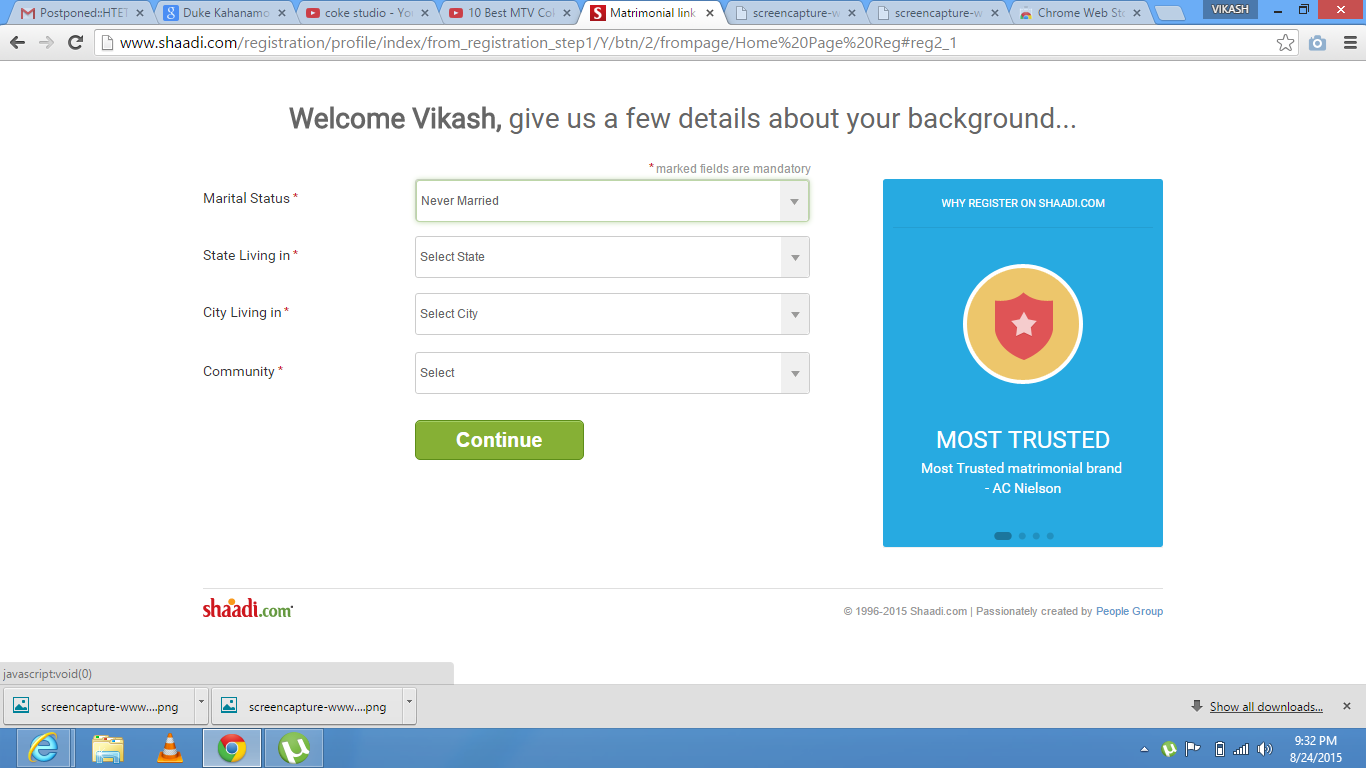 Postponed::HTET
Duke Kahanamo
coke studio - You
10 Best MTV Col
Matrimonial link
screencapture-w
screencapture-w
Chrome Web Sto
VIKASH
www.shaadi.com/registration/profile/index/from_registration_step1/Y/btn/2/frompage/Home%20Page%20Reg#reg2_1
Welcome Vikash, give us a few details about your background...
* marked fields are mandatory
Marital Status *
Never Married
State Living in *
Select State
City Living in *
Select City
Community *
Select
Continue
WHY REGISTER ON SHAADI.COM
MOST TRUSTED
Most Trusted matrimonial brand
- AC Nielson
shaadi.com
© 1996-2015 Shaadi.com | Passionately created by People Group
javascript:void(0)
screencapture-www....png
screencapture-www....png
Show all downloads...
9:32 PM
8/24/2015